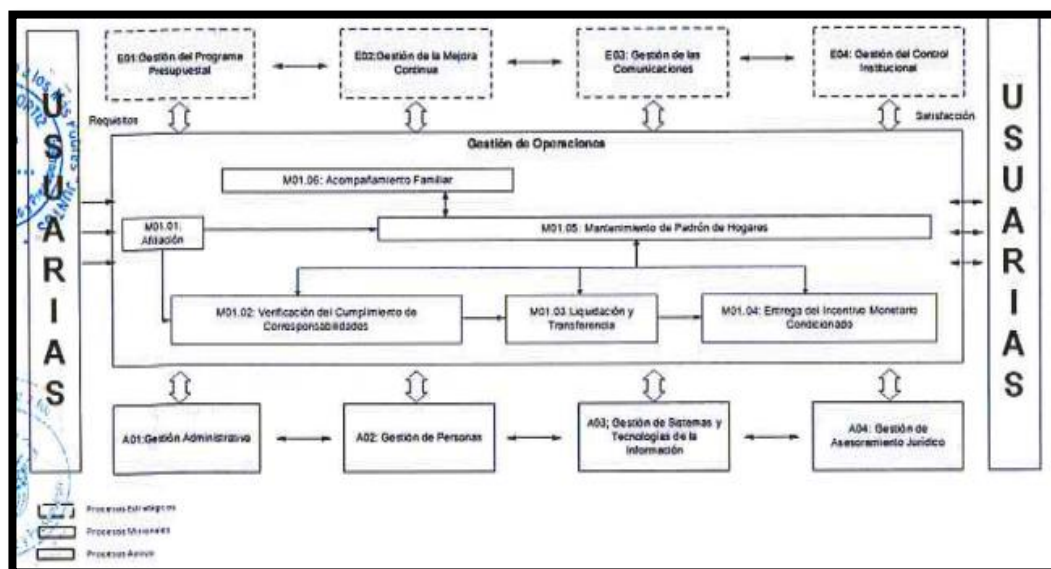 USUARIAS
E01:Gestión del Programa
Presupuestal
E02:Gestión de la Mejora
Continua
E03: Gestión de las
Comunicaciones
E04: Gestión del Control
Institucional
Requisitos
Satisfacción
Gestión de Operaciones
M01.06: Acompañamiento Familiar
M01.01:
Afiliación
M01.05: Mantenimiento de Padrón de Hogares
M01.02: Verificación del Cumplimiento de
Corresponsabilidades
M01.03 Liquidación y
Transferencia
M01.04: Entrega del Incentivo Monetario
Condicionado
A01:Gestión Administrativa
A02: Gestión de Personas
A03; Gestión de Sistemas y
Tecnologías de la
Información
A04: Gestión de
Asesoramiento Jurídico
USUARIAS
Procesos Estratégicos
Procesos Misionales
Procesos Apoyo